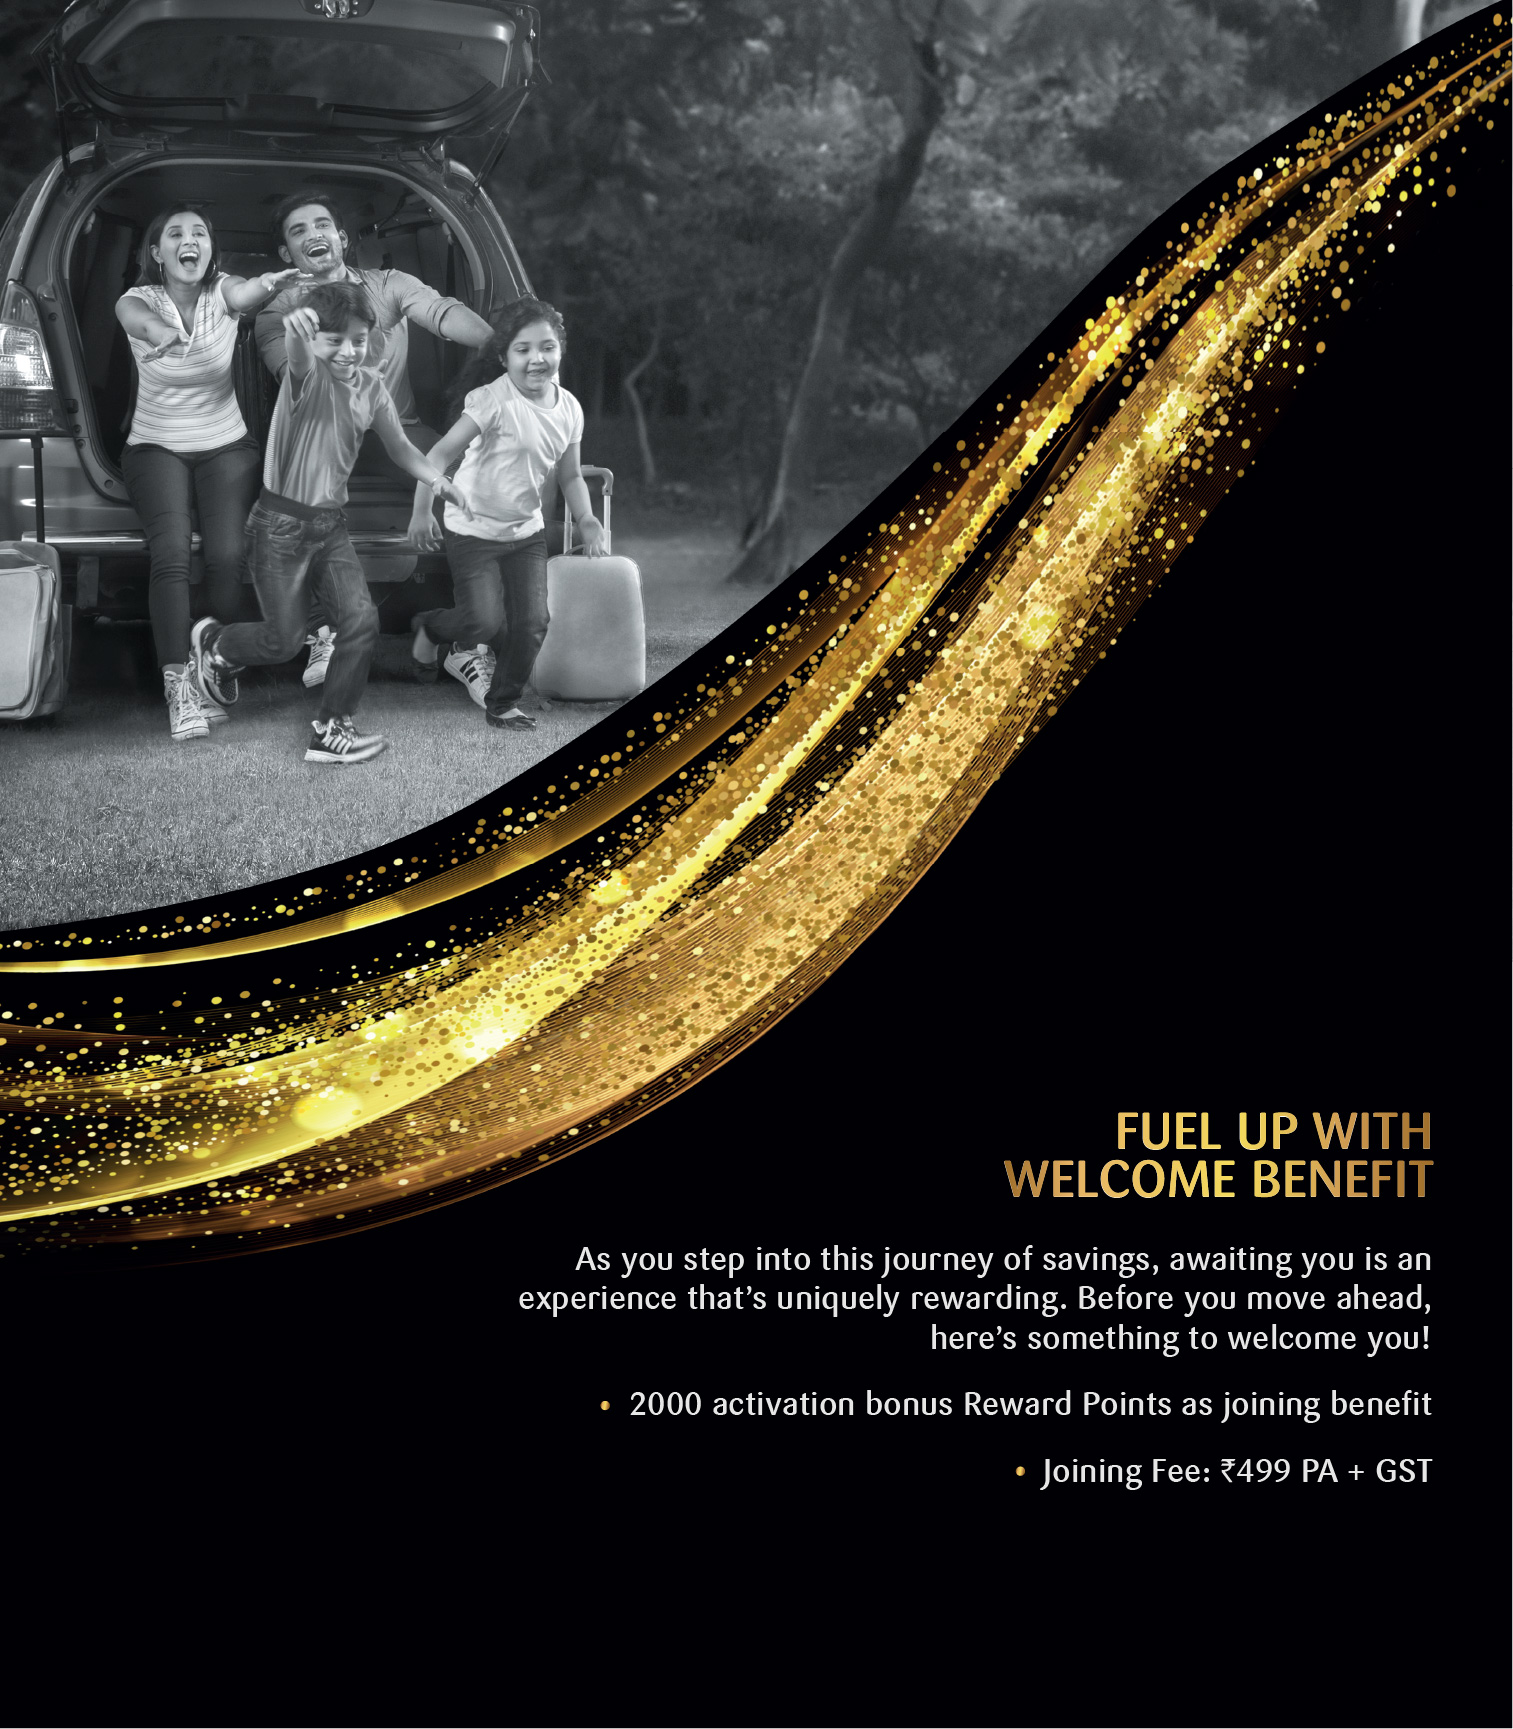 FUEL UP WITH
WELCOME BENEFIT
As you step into this journey of savings, awaiting you is an
experience that’s uniquely rewarding. Before you move ahead,
here’s something to welcome you!
• 2000 activation bonus Reward Points as joining benefit
• Joining Fee: ₹499 PA + GST